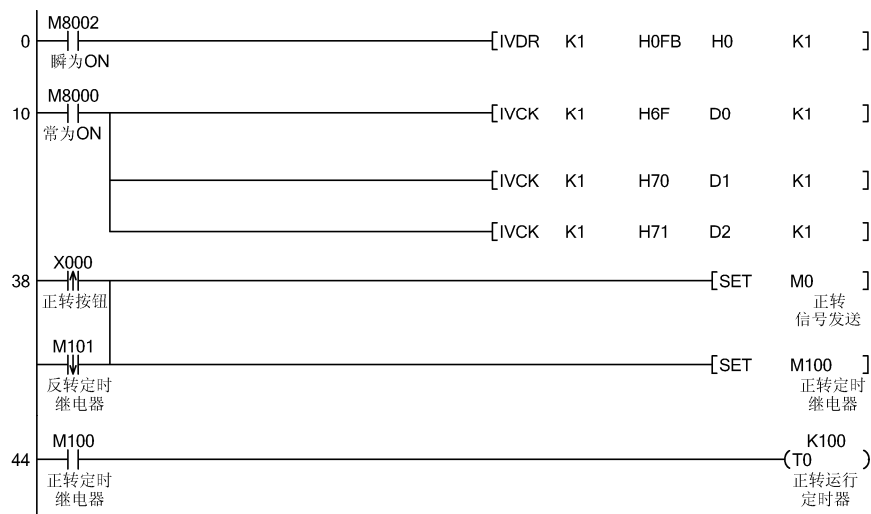 M8002
0 [IVDR K1 H0FB H0 K1 ]
瞬为ON
M8000
10 [IVCK K1 H6F D0 K1 ]
常为ON
[IVCK K1 H70 D1 K1 ]
[IVCK K1 H71 D2 K1 ]
X000
38 [SET M0 ]
正转按钮 正转
信号发送
M101
[SET M100 ]
反转定时 正转定时
继电器 继电器
M100 K100
44 (T0 )
正转定时 正转运行
继电器 定时器